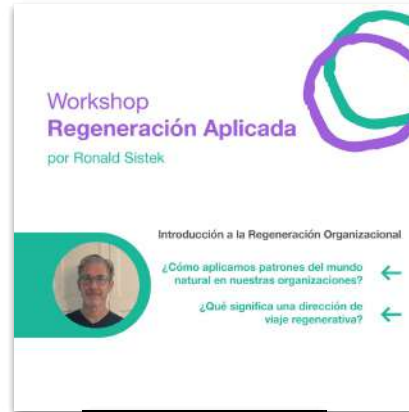 Workshop
Regeneración Aplicada
por Ronald Sistek
Introducción a la Regeneración Organizacional
¿Cómo aplicamos patrones del mundo
natural en nuestras organizaciones?
¿Qué significa una dirección de
viaje regenerativa?